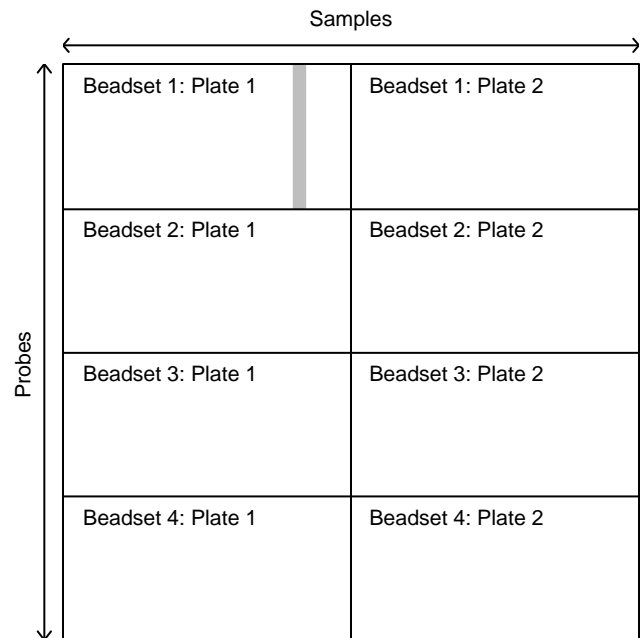 Samples
Probes
Beadset 1: Plate 1
Beadset 1: Plate 2
Beadset 2: Plate 1
Beadset 2: Plate 2
Beadset 3: Plate 1
Beadset 3: Plate 2
Beadset 4: Plate 1
Beadset 4: Plate 2